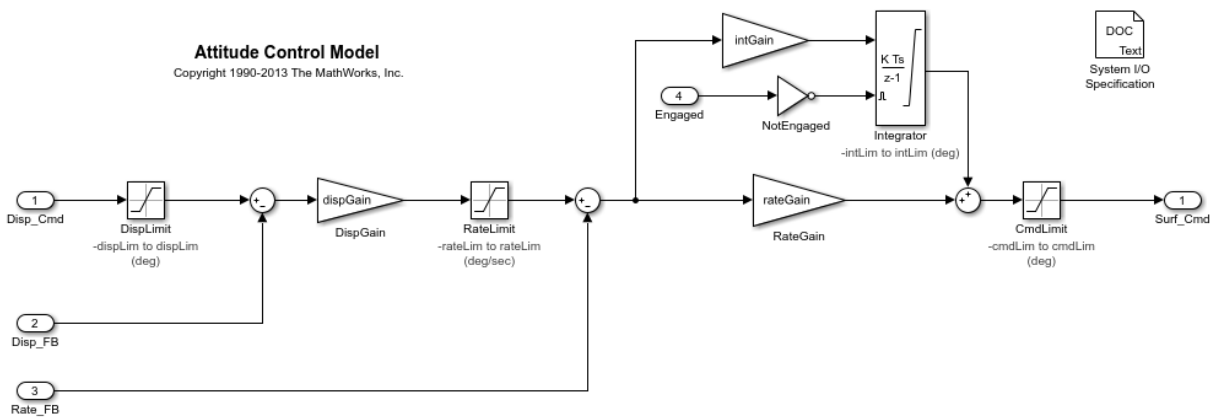 Attitude Control Model
Copyright 1990-2013 The MathWorks, Inc.
intGain
K Ts
z-1
DOC
Text
System I/O
Specification
4
Engaged
NotEngaged
Integrator
-intLim to intLim (deg)
1
Disp_Cmd
DispLimit
-dispLim to dispLim
(deg)
+
-
dispGain
DispGain
RateLimit
-rateLim to rateLim
(deg/sec)
+
-
rateGain
RateGain
+
+
CmdLimit
-cmdLim to cmdLim
(deg)
1
Surf_Cmd
2
Disp_FB
3
Rate_FB